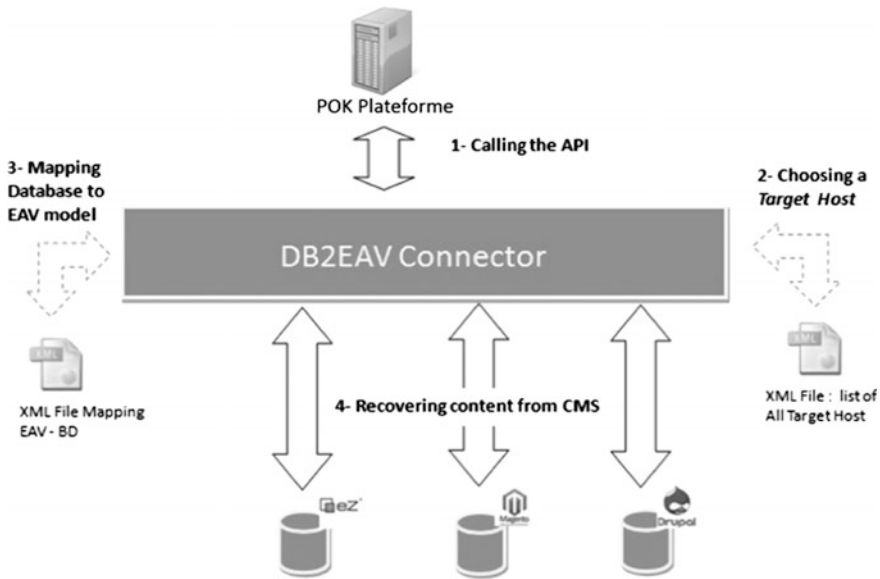 POK Plateforme
1- Calling the API
3- Mapping
Database to
EAV model
2- Choosing a
Target Host
DB2EAV Connector
XML
XML
XML File Mapping
EAV - BD
4- Recovering content from CMS
XML File : list of
All Target Host
eZ
Magento
Drupal